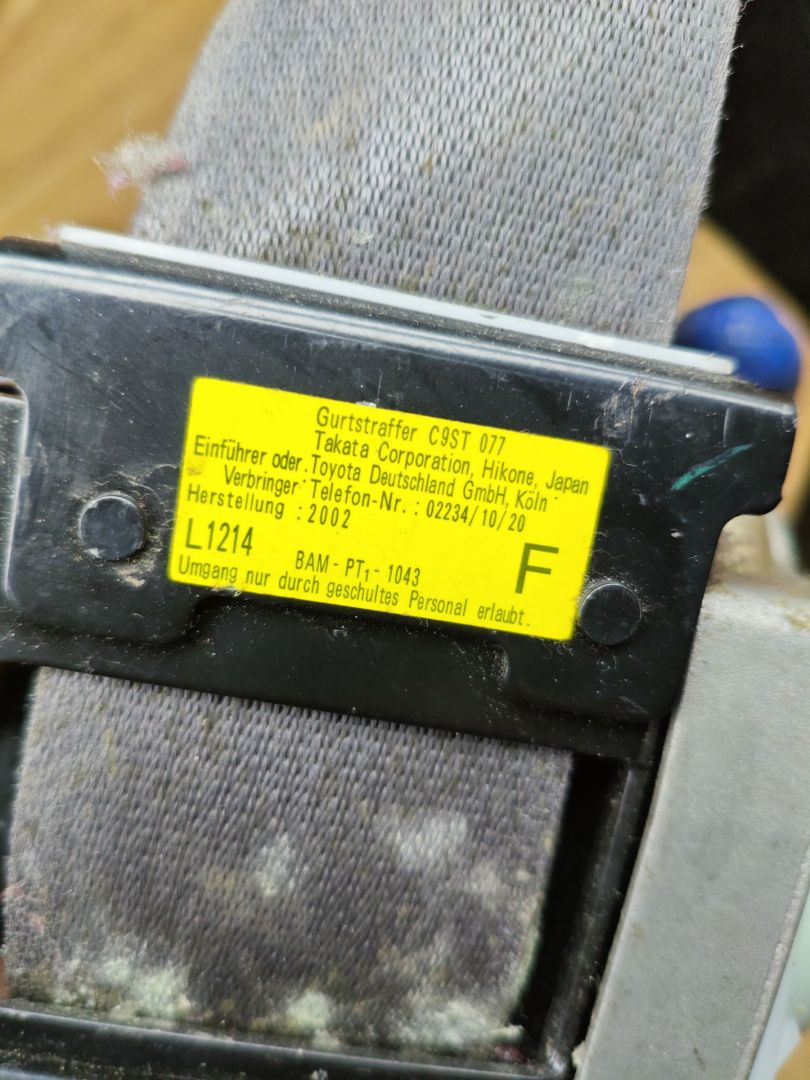 Gurtstraffer C9ST 077
Takata Corporation, Hikone, Japan
Einführer oder Toyota Deutschland GmbH, Köln
Verbringer Telefon-Nr. : 02234/10/20
Herstellung : 2002
L1214 BAM - PT₁ - 1043 F
Umgang nur durch geschultes Personal erlaubt.